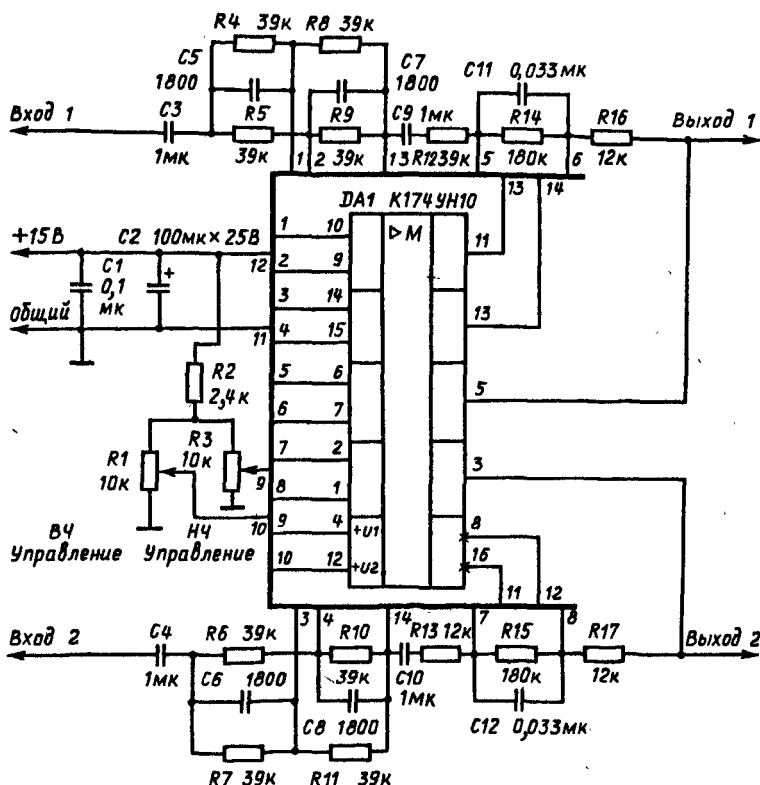 R4 39к R8 39к
C5 1800
C7 1800
C11 0,033мк
Вход 1
C3 1мк
R5 39к
R9 39к
C9 1мк
R12 39к
R14 180к
R16 12к
Выход 1
1 2 13 5 6
13 14
DA1 К174УН10
▷M
+15В
C2 100мк×25В
C1 0,1 мк
+
Общий
12
11
R2 2,4к
R1 10к
R3 10к
9
10
ВЧ НЧ
Управление Управление
1 10
2 9
3 14
4 15
5 6
6 7
7 2
8 1
9 4 +U1
10 12 +U2
11
13
5
3
8
16
11 12
3 4 14 7 8
Вход 2
C4 1мк
R6 39к
R10 39к
C10 1мк
R13 12к
R15 180к
R17 12к
Выход 2
C6 1800
C8 1800
C12 0,033мк
R7 39к R11 39к